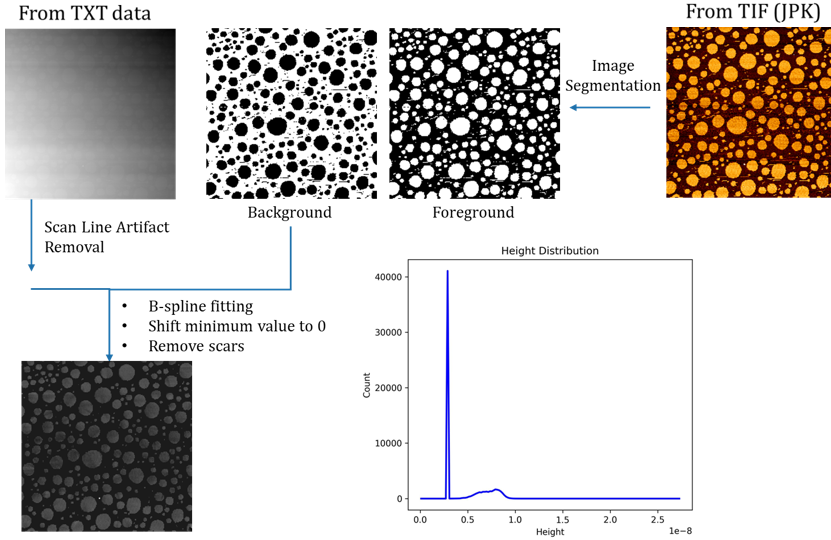 From TXT data
From TIF (JPK)
Image
Segmentation
Background
Foreground
Scan Line Artifact
Removal
• B-spline fitting
• Shift minimum value to 0
• Remove scars
Height Distribution
Count
40000
30000
20000
10000
0
0.0 0.5 1.0 1.5 2.0 2.5
1e−8
Height